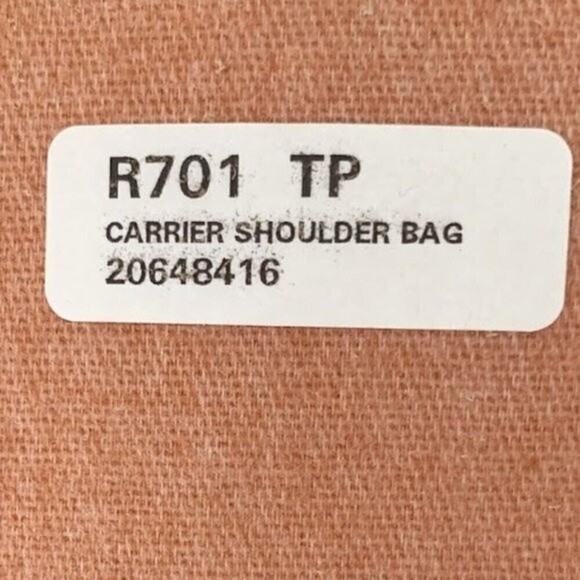 R701 TP
CARRIER SHOULDER BAG
20648416